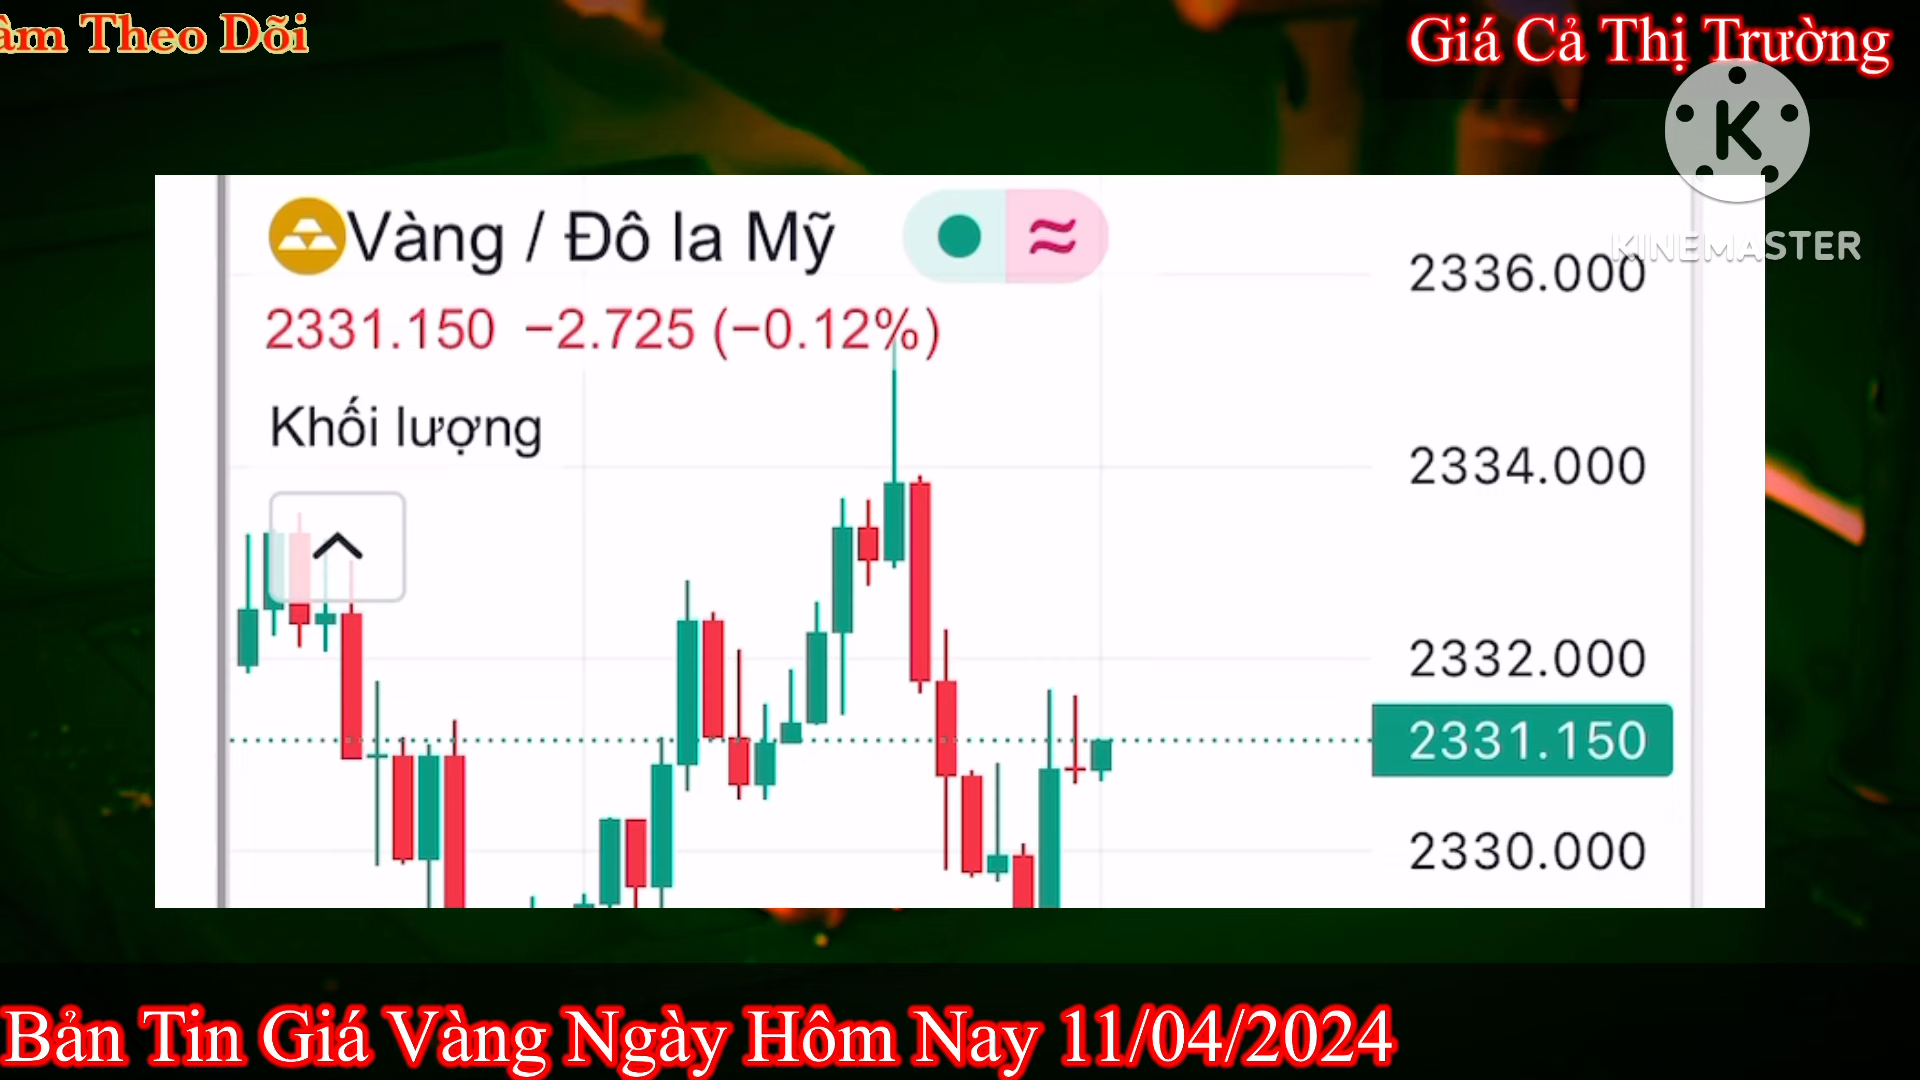 Theo Dõi
Giá Cả Thị Trường
K
KINEMASTER
Vàng / Đô la Mỹ
2331.150 −2.725 (−0.12%)
Khối lượng
2336.000
2334.000
2332.000
2331.150
2330.000
Bản Tin Giá Vàng Ngày Hôm Nay 11/04/2024